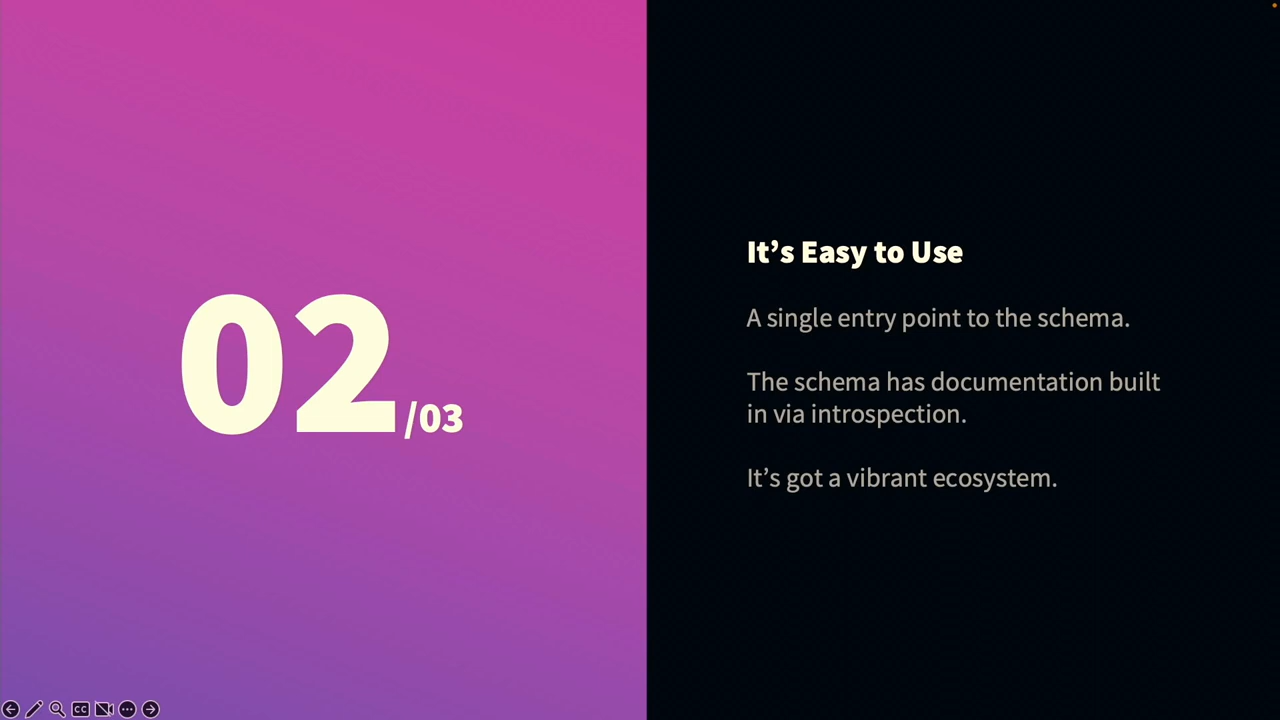 02/03
It’s Easy to Use
A single entry point to the schema.
The schema has documentation built
in via introspection.
It’s got a vibrant ecosystem.
CC